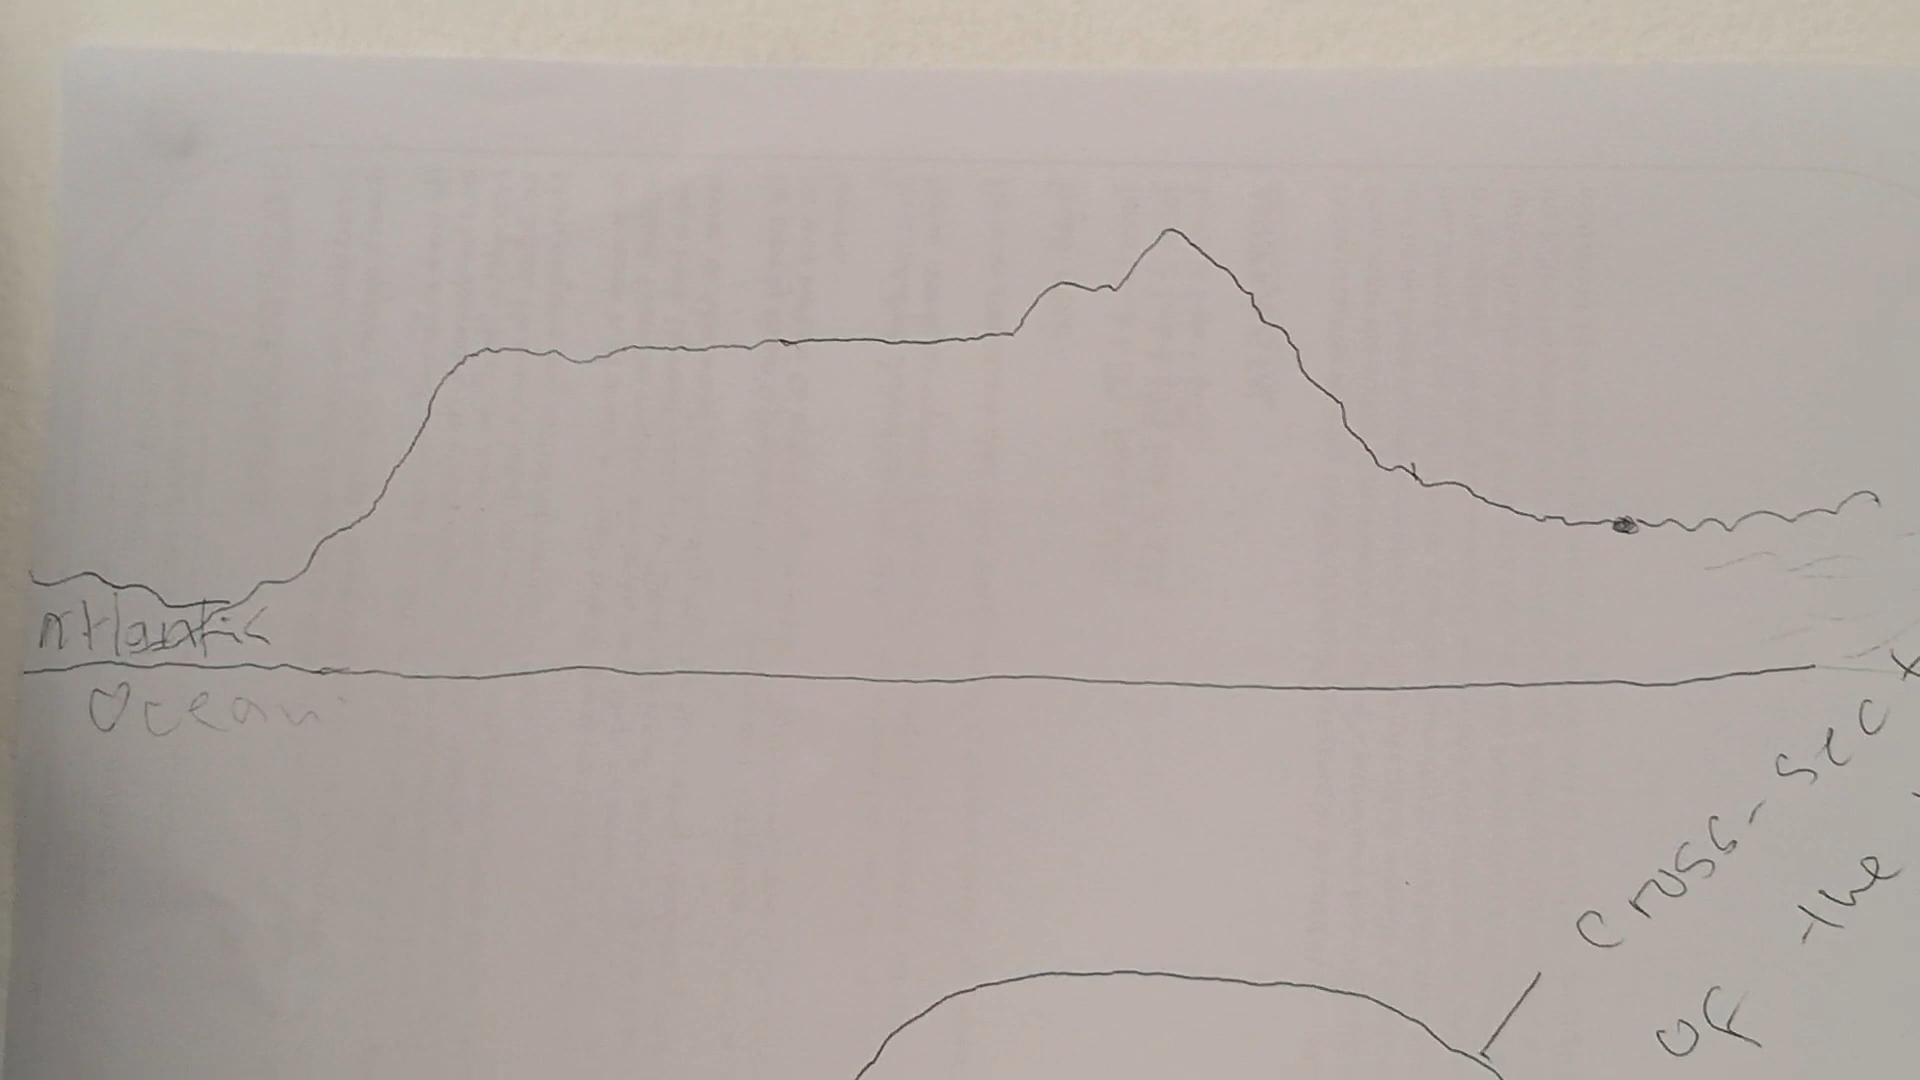 Atlantic
Ocean
cross-sec
of the